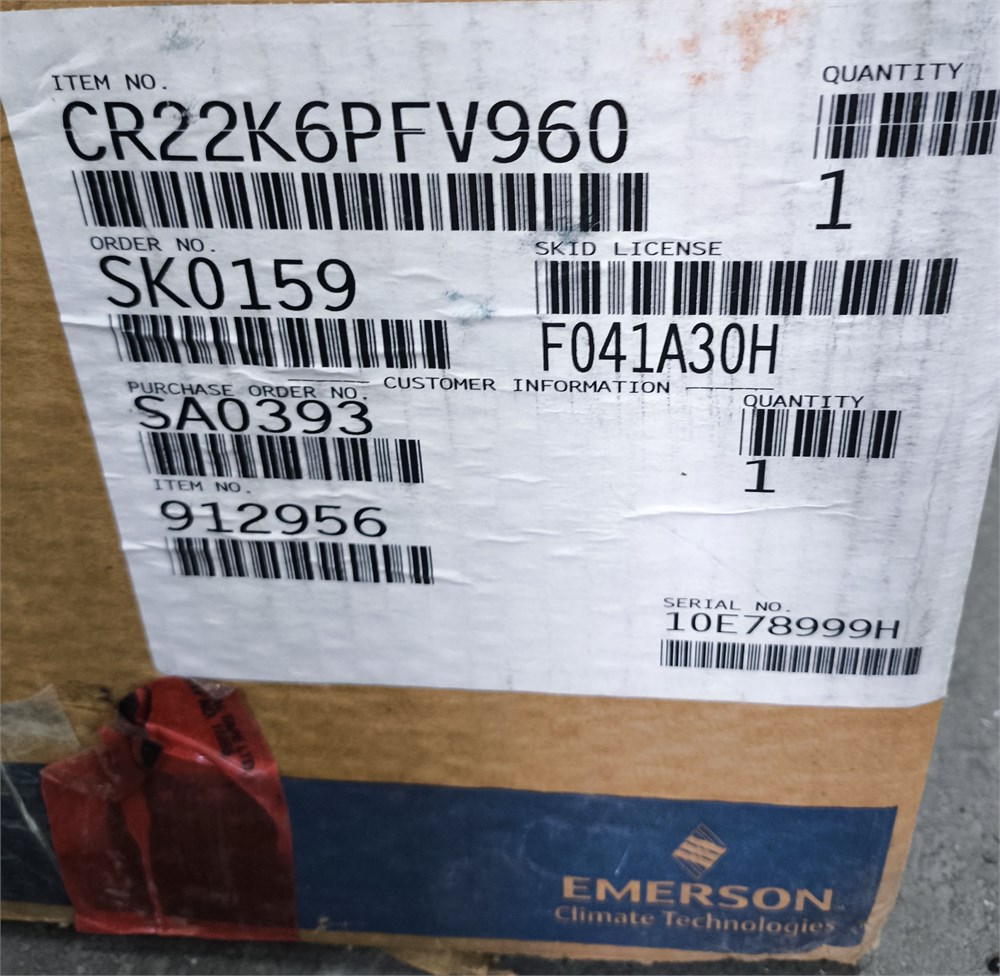 ITEM NO.
CR22K6PFV960
QUANTITY
1
ORDER NO.
SK0159
SKID LICENSE
F041A30H
CUSTOMER INFORMATION
PURCHASE ORDER NO.
SA0393
QUANTITY
1
ITEM NO.
912956
SERIAL NO.
10E78999H
EMERSON
Climate Technologies